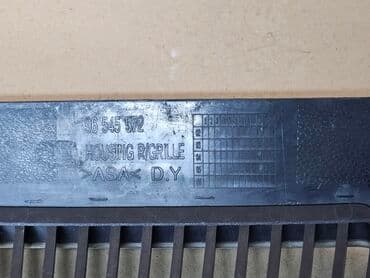 96 545 572
HOUSING R/GRILLE
>ASA< D.Y